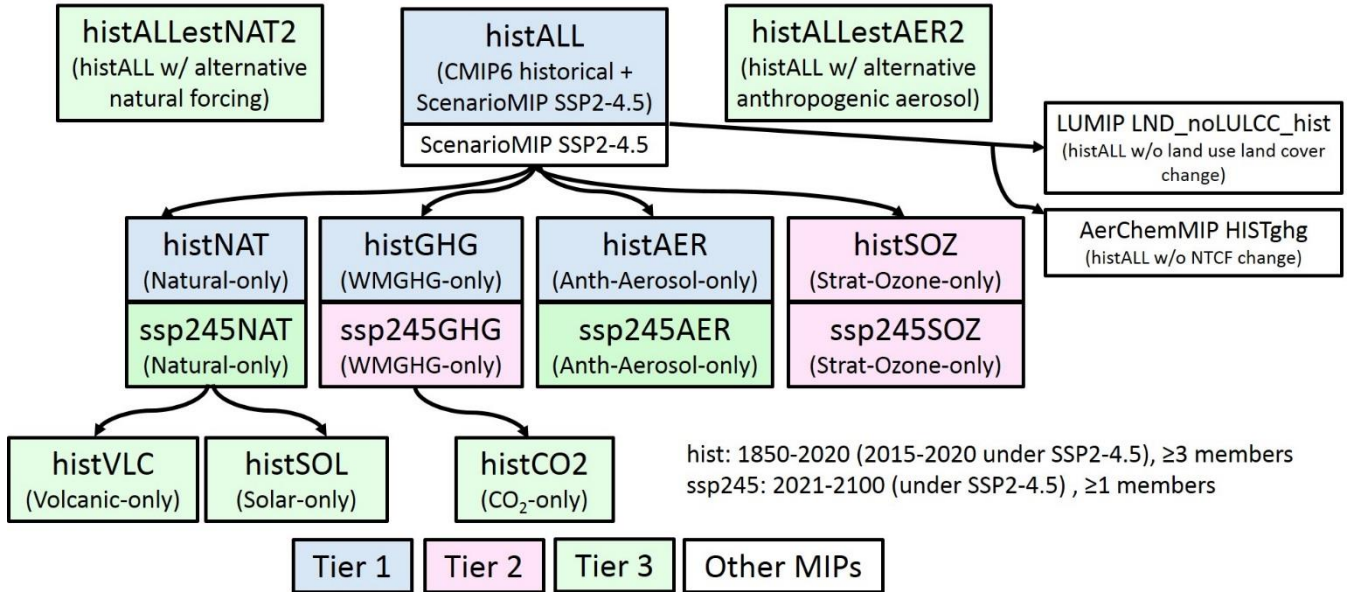 histALLestNAT2
(histALL w/ alternative
natural forcing)
histALL
(CMIP6 historical +
ScenarioMIP SSP2-4.5)
ScenarioMIP SSP2-4.5
histALLestAER2
(histALL w/ alternative
anthropogenic aerosol)
LUMIP LND_noLULCC_hist
(histALL w/o land use land cover
change)
AerChemMIP HISTghg
(histALL w/o NTCF change)
histNAT
(Natural-only)
ssp245NAT
(Natural-only)
histGHG
(WMGHG-only)
ssp245GHG
(WMGHG-only)
histAER
(Anth-Aerosol-only)
ssp245AER
(Anth-Aerosol-only)
histSOZ
(Strat-Ozone-only)
ssp245SOZ
(Strat-Ozone-only)
histVLC
(Volcanic-only)
histSOL
(Solar-only)
histCO2
(CO₂-only)
hist: 1850-2020 (2015-2020 under SSP2-4.5), ≥3 members
ssp245: 2021-2100 (under SSP2-4.5) , ≥1 members
Tier 1
Tier 2
Tier 3
Other MIPs